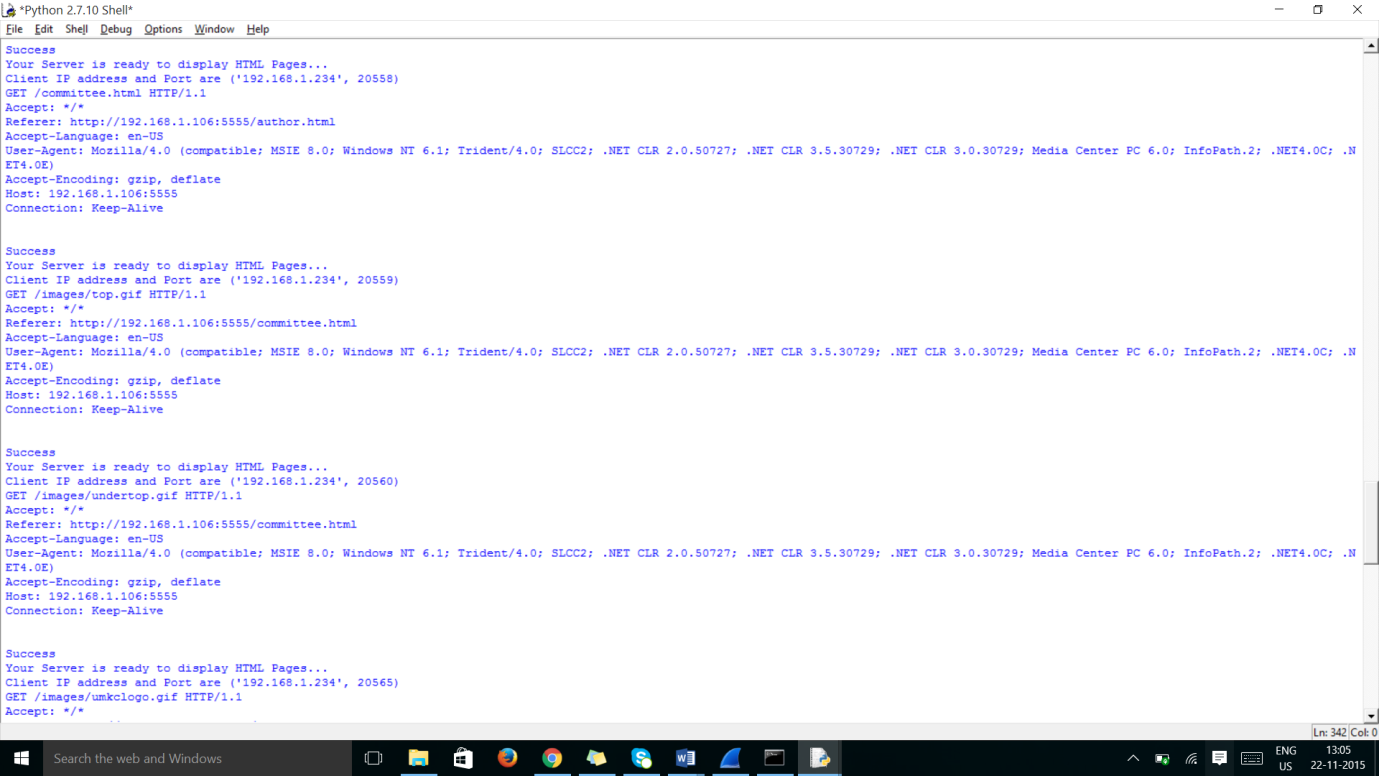 *Python 2.7.10 Shell*
File Edit Shell Debug Options Window Help
Success
Your Server is ready to display HTML Pages...
Client IP address and Port are ('192.168.1.234', 20558)
GET /committee.html HTTP/1.1
Accept: */*
Referer: http://192.168.1.106:5555/author.html
Accept-Language: en-US
User-Agent: Mozilla/4.0 (compatible; MSIE 8.0; Windows NT 6.1; Trident/4.0; SLCC2; .NET CLR 2.0.50727; .NET CLR 3.5.30729; .NET CLR 3.0.30729; Media Center PC 6.0; InfoPath.2; .NET4.0C; .N
ET4.0E)
Accept-Encoding: gzip, deflate
Host: 192.168.1.106:5555
Connection: Keep-Alive
Success
Your Server is ready to display HTML Pages...
Client IP address and Port are ('192.168.1.234', 20559)
GET /images/top.gif HTTP/1.1
Accept: */*
Referer: http://192.168.1.106:5555/committee.html
Accept-Language: en-US
User-Agent: Mozilla/4.0 (compatible; MSIE 8.0; Windows NT 6.1; Trident/4.0; SLCC2; .NET CLR 2.0.50727; .NET CLR 3.5.30729; .NET CLR 3.0.30729; Media Center PC 6.0; InfoPath.2; .NET4.0C; .N
ET4.0E)
Accept-Encoding: gzip, deflate
Host: 192.168.1.106:5555
Connection: Keep-Alive
Success
Your Server is ready to display HTML Pages...
Client IP address and Port are ('192.168.1.234', 20560)
GET /images/undertop.gif HTTP/1.1
Accept: */*
Referer: http://192.168.1.106:5555/committee.html
Accept-Language: en-US
User-Agent: Mozilla/4.0 (compatible; MSIE 8.0; Windows NT 6.1; Trident/4.0; SLCC2; .NET CLR 2.0.50727; .NET CLR 3.5.30729; .NET CLR 3.0.30729; Media Center PC 6.0; InfoPath.2; .NET4.0C; .N
ET4.0E)
Accept-Encoding: gzip, deflate
Host: 192.168.1.106:5555
Connection: Keep-Alive
Success
Your Server is ready to display HTML Pages...
Client IP address and Port are ('192.168.1.234', 20565)
GET /images/umkclogo.gif HTTP/1.1
Accept: */*
Ln: 342 Col: 0
Search the web and Windows
ENG
US
13:05
22-11-2015